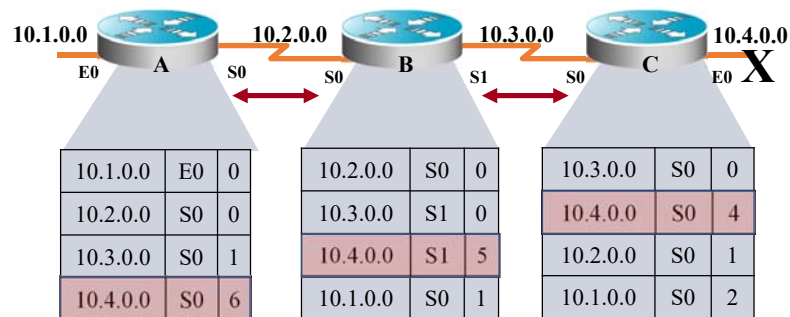 10.1.0.0 10.2.0.0 10.3.0.0 10.4.0.0
A B C X
E0 S0 S0 S1 S0 E0
10.1.0.0 E0 0
10.2.0.0 S0 0
10.3.0.0 S0 1
10.4.0.0 S0 6
10.2.0.0 S0 0
10.3.0.0 S1 0
10.4.0.0 S1 5
10.1.0.0 S0 1
10.3.0.0 S0 0
10.4.0.0 S0 4
10.2.0.0 S0 1
10.1.0.0 S0 2